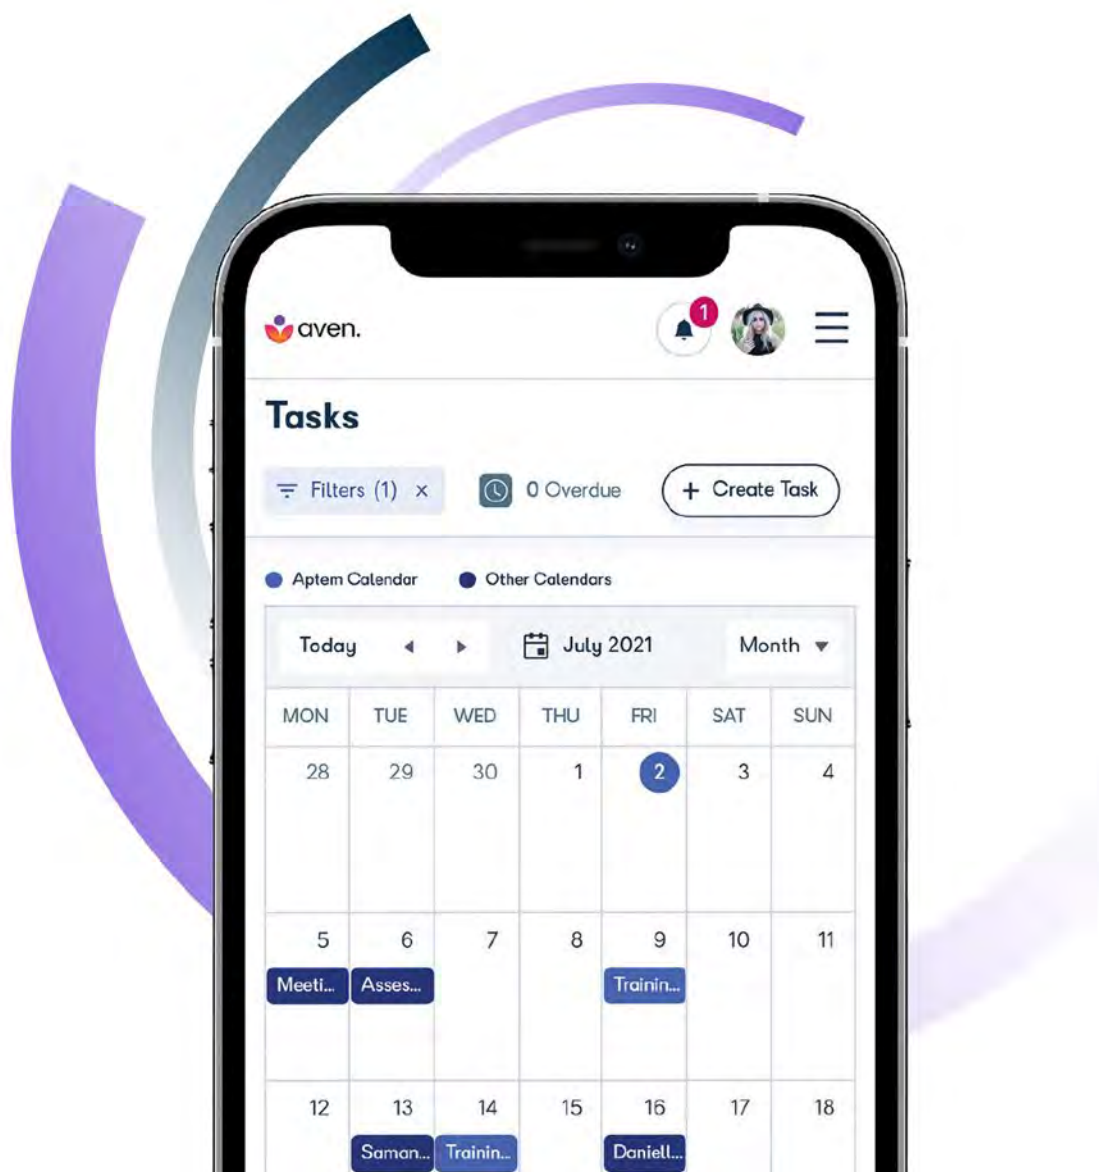 aven.
1
Tasks
Filters (1) ×
0 Overdue
+ Create Task
Aptem Calendar
Other Calendars
Today
July 2021
Month
MON TUE WED THU FRI SAT SUN
28 29 30 1 2 3 4
5 6 7 8 9 10 11
Meeti... Asses... Trainin...
12 13 14 15 16 17 18
Saman... Trainin... Daniell...